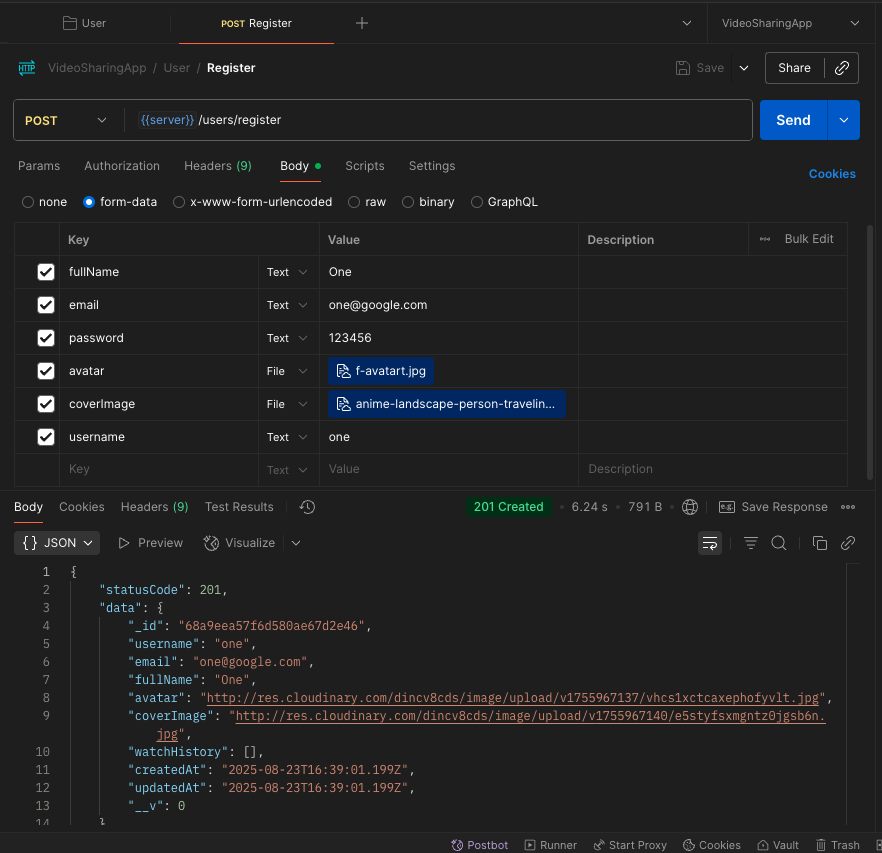 User POST Register VideoSharingApp
HTTP VideoSharingApp / User / Register Save Share
POST {{server}} /users/register Send
Params Authorization Headers (9) Body Scripts Settings Cookies
none form-data x-www-form-urlencoded raw binary GraphQL
Key Value Description Bulk Edit
fullName Text One
email Text one@google.com
password Text 123456
avatar File f-avatart.jpg
coverImage File anime-landscape-person-travelin...
username Text one
Key Text Value Description
Body Cookies Headers (9) Test Results 201 Created 6.24 s 791 B e.g. Save Response
{} JSON Preview Visualize
1 {
2 "statusCode": 201,
3 "data": {
4 "_id": "68a9eea57f6d580ae67d2e46",
5 "username": "one",
6 "email": "one@google.com",
7 "fullName": "One",
8 "avatar": "http://res.cloudinary.com/dincv8cds/image/upload/v1755967137/vhcs1xctcaxephofyvlt.jpg",
9 "coverImage": "http://res.cloudinary.com/dincv8cds/image/upload/v1755967140/e5styfsxmgntz0jgsb6n.
jpg",
10 "watchHistory": [],
11 "createdAt": "2025-08-23T16:39:01.199Z",
12 "updatedAt": "2025-08-23T16:39:01.199Z",
13 "__v": 0
14 }
Postbot Runner Start Proxy Cookies Vault Trash